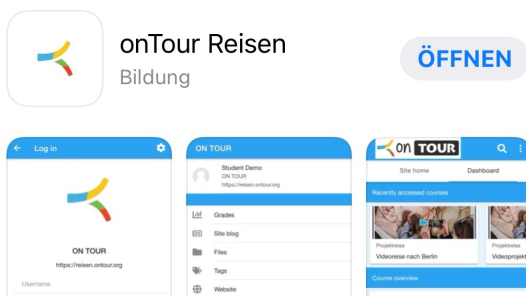 onTour Reisen
Bildung
ÖFFNEN
Log in
ON TOUR
https://reisen.ontour.org
Username
ON TOUR
Student Demo
ON TOUR
https://reisen.ontour.org
Grades
Site blog
Files
Tags
Website
on TOUR
Site home
Dashboard
Recently accessed courses
Projektreise
Videoreise nach Berlin
Projektreise
Videoprojekt
Course overview